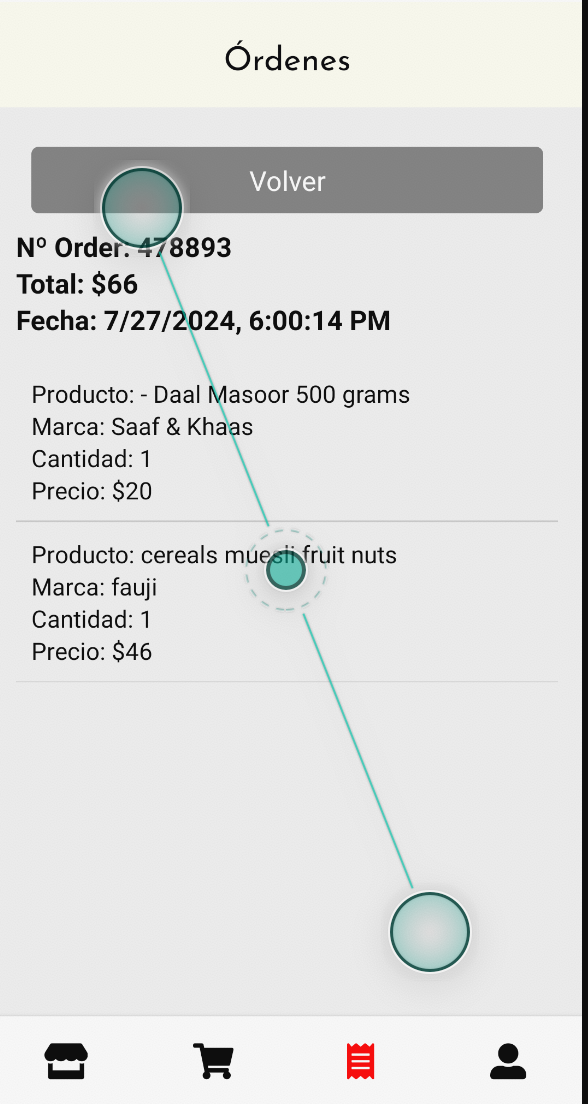 Órdenes
Volver
Nº Order: 478893
Total: $66
Fecha: 7/27/2024, 6:00:14 PM
Producto: - Daal Masoor 500 grams
Marca: Saaf & Khaas
Cantidad: 1
Precio: $20
Producto: cereals muesli fruit nuts
Marca: fauji
Cantidad: 1
Precio: $46